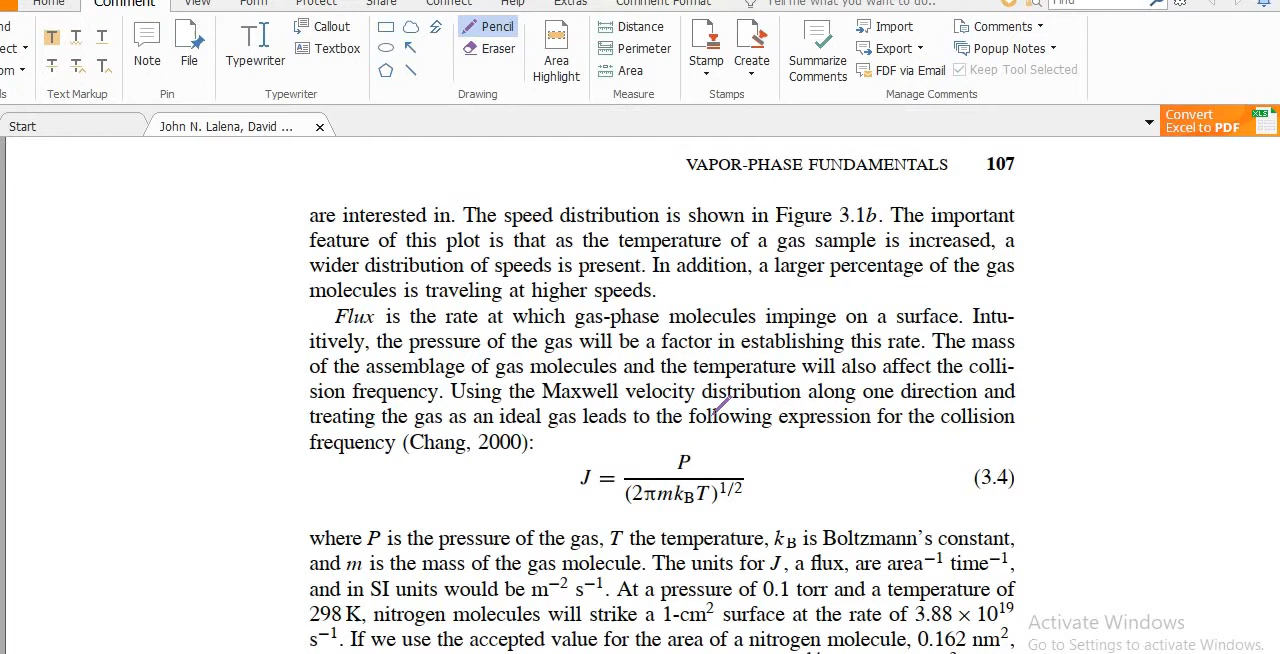 Home Comment View Form Protect Share Connect Help Extras Comment Format Tell me what you want to do.. Find
Note File Typewriter Callout Textbox Pencil Eraser Area Highlight Distance Perimeter Area Stamp Create Summarize Comments Import Export FDF via Email Comments Popup Notes Keep Tool Selected
Text Markup Pin Typewriter Drawing Measure Stamps Manage Comments
Start John N. Lalena, David ... × Convert Excel to PDF XLS
VAPOR-PHASE FUNDAMENTALS 107
are interested in. The speed distribution is shown in Figure 3.1b. The important
feature of this plot is that as the temperature of a gas sample is increased, a
wider distribution of speeds is present. In addition, a larger percentage of the gas
molecules is traveling at higher speeds.
Flux is the rate at which gas-phase molecules impinge on a surface. Intu-
itively, the pressure of the gas will be a factor in establishing this rate. The mass
of the assemblage of gas molecules and the temperature will also affect the colli-
sion frequency. Using the Maxwell velocity distribution along one direction and
treating the gas as an ideal gas leads to the following expression for the collision
frequency (Chang, 2000):
J = P / (2πmk_BT)^1/2 (3.4)
where P is the pressure of the gas, T the temperature, k_B is Boltzmann's constant,
and m is the mass of the gas molecule. The units for J, a flux, are area⁻¹ time⁻¹,
and in SI units would be m⁻² s⁻¹. At a pressure of 0.1 torr and a temperature of
298 K, nitrogen molecules will strike a 1-cm² surface at the rate of 3.88 × 10¹⁹
s⁻¹. If we use the accepted value for the area of a nitrogen molecule, 0.162 nm²,
Activate Windows
Go to Settings to activate Windows.